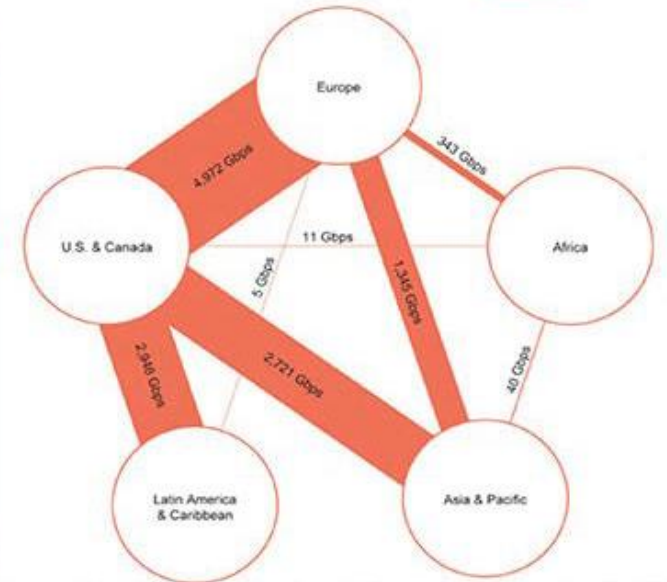 Europe
4,972 Gbps
343 Gbps
U.S. & Canada
11 Gbps
Africa
5 Gbps
1,345 Gbps
2,946 Gbps
2,721 Gbps
40 Gbps
Latin America
& Caribbean
Asia & Pacific